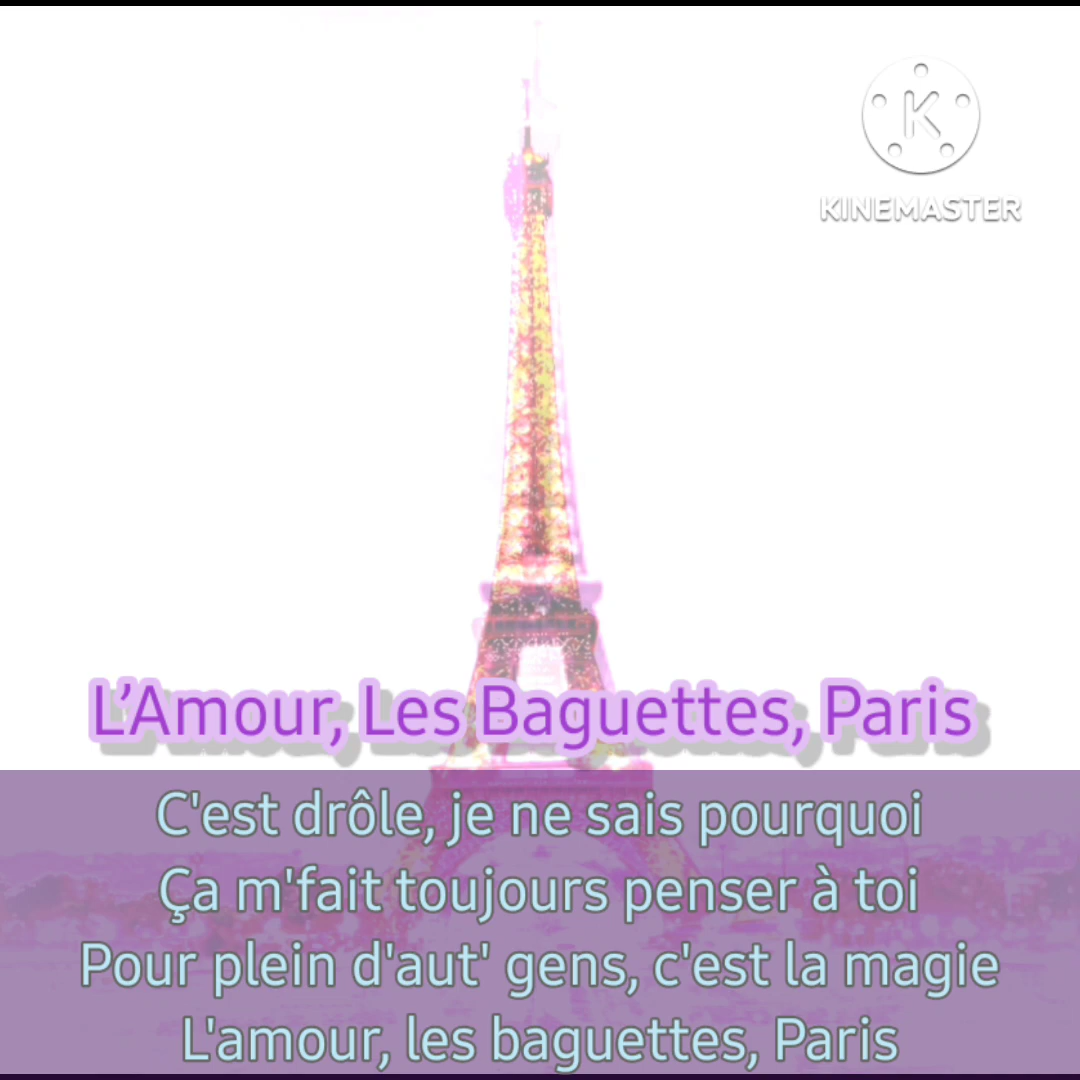 K
KINEMASTER
L’Amour, Les Baguettes, Paris
C'est drôle, je ne sais pourquoi
Ça m'fait toujours penser à toi
Pour plein d'aut' gens, c'est la magie
L'amour, les baguettes, Paris